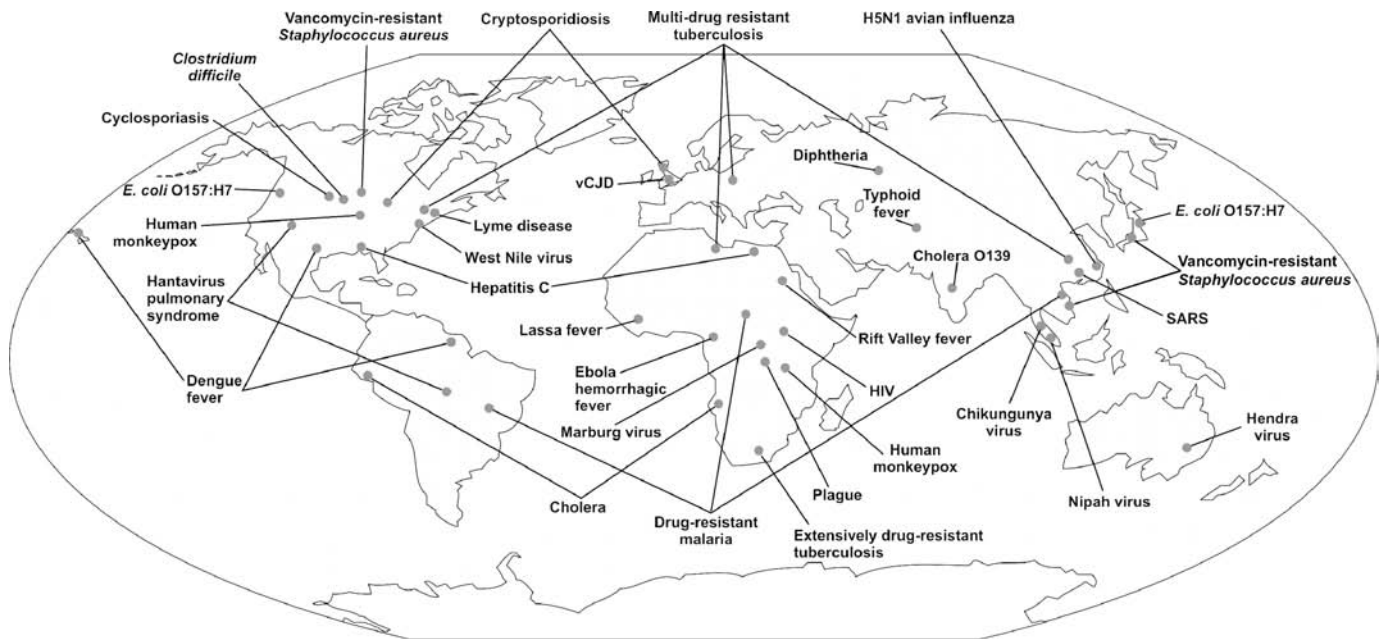 Vancomycin-resistant
Staphylococcus aureus
Cryptosporidiosis
Multi-drug resistant
tuberculosis
H5N1 avian influenza
Clostridium
difficile
Cyclosporiasis
E. coli O157:H7
Human
monkeypox
Hantavirus
pulmonary
syndrome
Dengue
fever
Lyme disease
West Nile virus
Hepatitis C
vCJD
Diphtheria
Typhoid
fever
Cholera O139
E. coli O157:H7
Vancomycin-resistant
Staphylococcus aureus
SARS
Lassa fever
Rift Valley fever
Ebola
hemorrhagic
fever
HIV
Marburg virus
Human
monkeypox
Chikungunya
virus
Hendra
virus
Nipah virus
Plague
Cholera
Drug-resistant
malaria
Extensively drug-resistant
tuberculosis